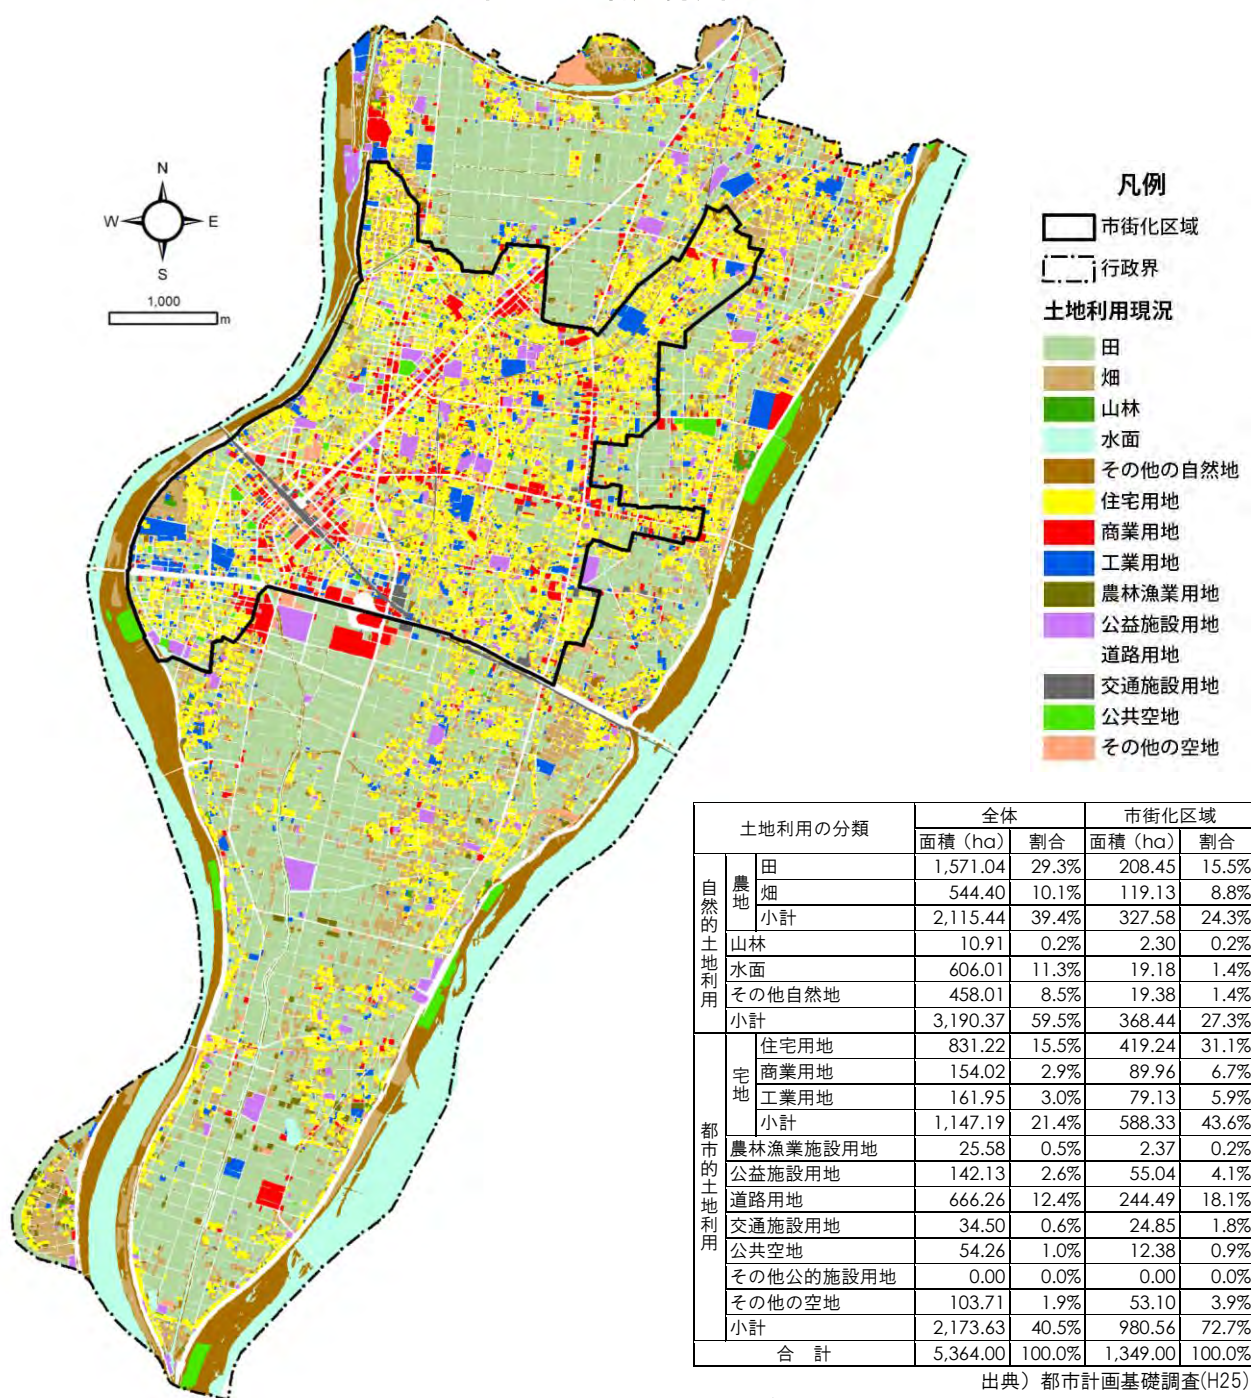 N
W
E
S
1,000
m
凡例
市街化区域
行政界
土地利用現況
田
畑
山林
水面
その他の自然地
住宅用地
商業用地
工業用地
農林漁業用地
公益施設用地
道路用地
交通施設用地
公共空地
その他の空地
土地利用の分類 全体 市街化区域
面積（ha） 割合 面積（ha） 割合
自然的土地利用
農地
田 1,571.04 29.3% 208.45 15.5%
畑 544.40 10.1% 119.13 8.8%
小計 2,115.44 39.4% 327.58 24.3%
山林 10.91 0.2% 2.30 0.2%
水面 606.01 11.3% 19.18 1.4%
その他自然地 458.01 8.5% 19.38 1.4%
小計 3,190.37 59.5% 368.44 27.3%
都市的土地利用
宅地
住宅用地 831.22 15.5% 419.24 31.1%
商業用地 154.02 2.9% 89.96 6.7%
工業用地 161.95 3.0% 79.13 5.9%
小計 1,147.19 21.4% 588.33 43.6%
農林漁業施設用地 25.58 0.5% 2.37 0.2%
公益施設用地 142.13 2.6% 55.04 4.1%
道路用地 666.26 12.4% 244.49 18.1%
交通施設用地 34.50 0.6% 24.85 1.8%
公共空地 54.26 1.0% 12.38 0.9%
その他公的施設用地 0.00 0.0% 0.00 0.0%
その他の空地 103.71 1.9% 53.10 3.9%
小計 2,173.63 40.5% 980.56 72.7%
合 計 5,364.00 100.0% 1,349.00 100.0%
出典）都市計画基礎調査(H25)